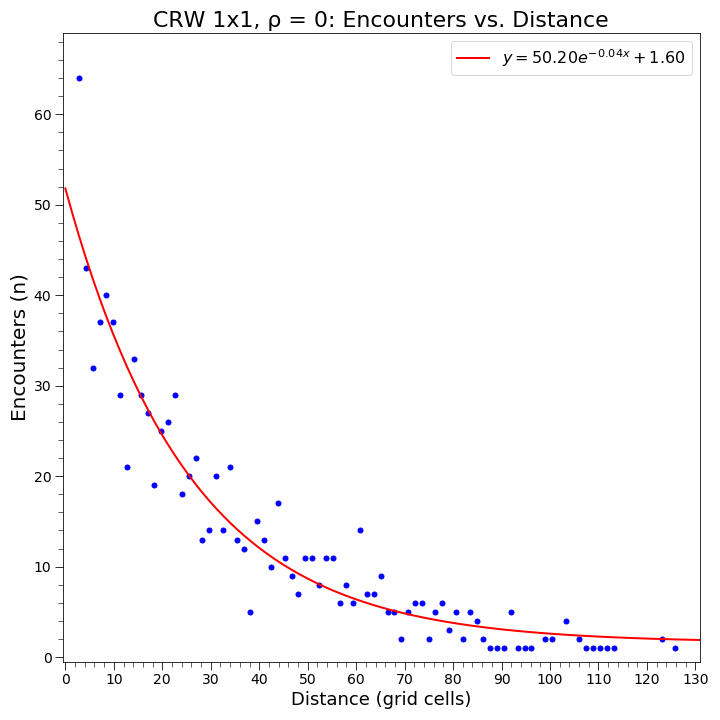 CRW 1x1, ρ = 0: Encounters vs. Distance
y = 50.20e^{-0.04x} + 1.60
Encounters (n)
60
50
40
30
20
10
0
0 10 20 30 40 50 60 70 80 90 100 110 120 130
Distance (grid cells)